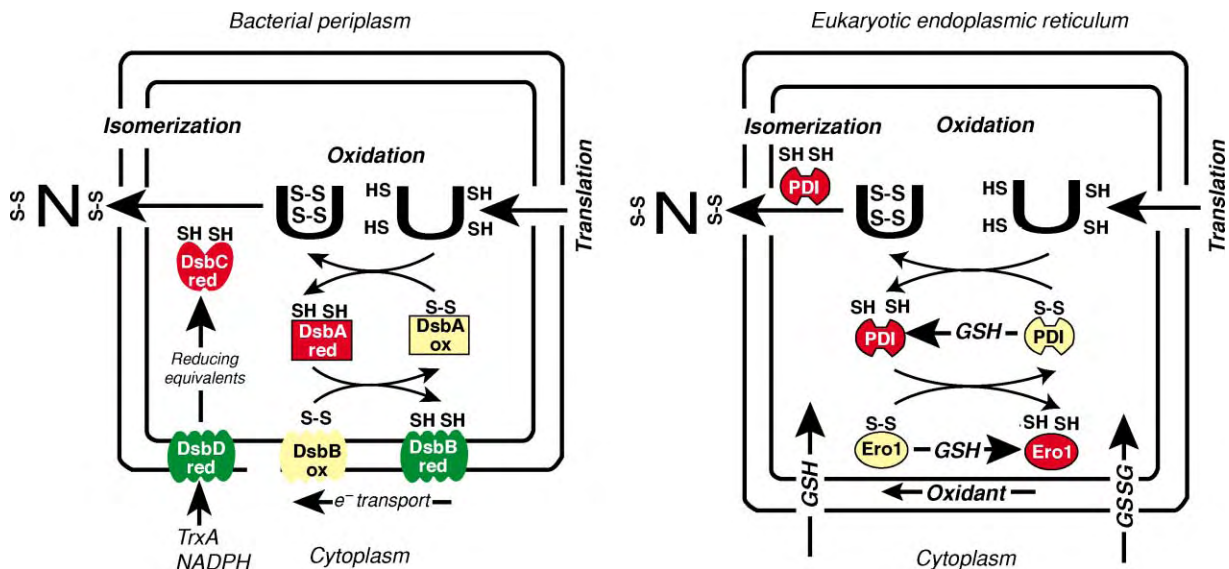 Bacterial periplasm
Isomerization
Oxidation
Translation
S-S
N
S-S
S-S
S-S
U
HS
HS
U
SH
SH
SH SH
DsbC
red
SH SH
DsbA
red
S-S
DsbA
ox
Reducing
equivalents
DsbD
red
S-S
DsbB
ox
SH SH
DsbB
red
e– transport
TrxA
NADPH
Cytoplasm
Eukaryotic endoplasmic reticulum
Isomerization
Oxidation
Translation
SH SH
PDI
S-S
N
S-S
S-S
S-S
U
HS
HS
U
SH
SH
SH SH
PDI
GSH
S-S
PDI
S-S
Ero1
GSH
SH SH
Ero1
GSH
Oxidant
GSSG
Cytoplasm